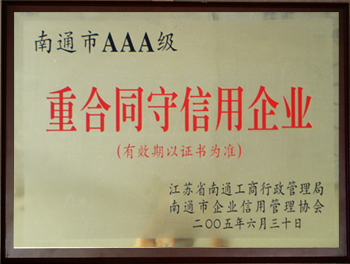 南通市AAA级
重合同守信用企业
(有效期以证书为准)
江苏省南通工商行政管理局
南通市企业信用管理协会
二〇〇五年六月三十日